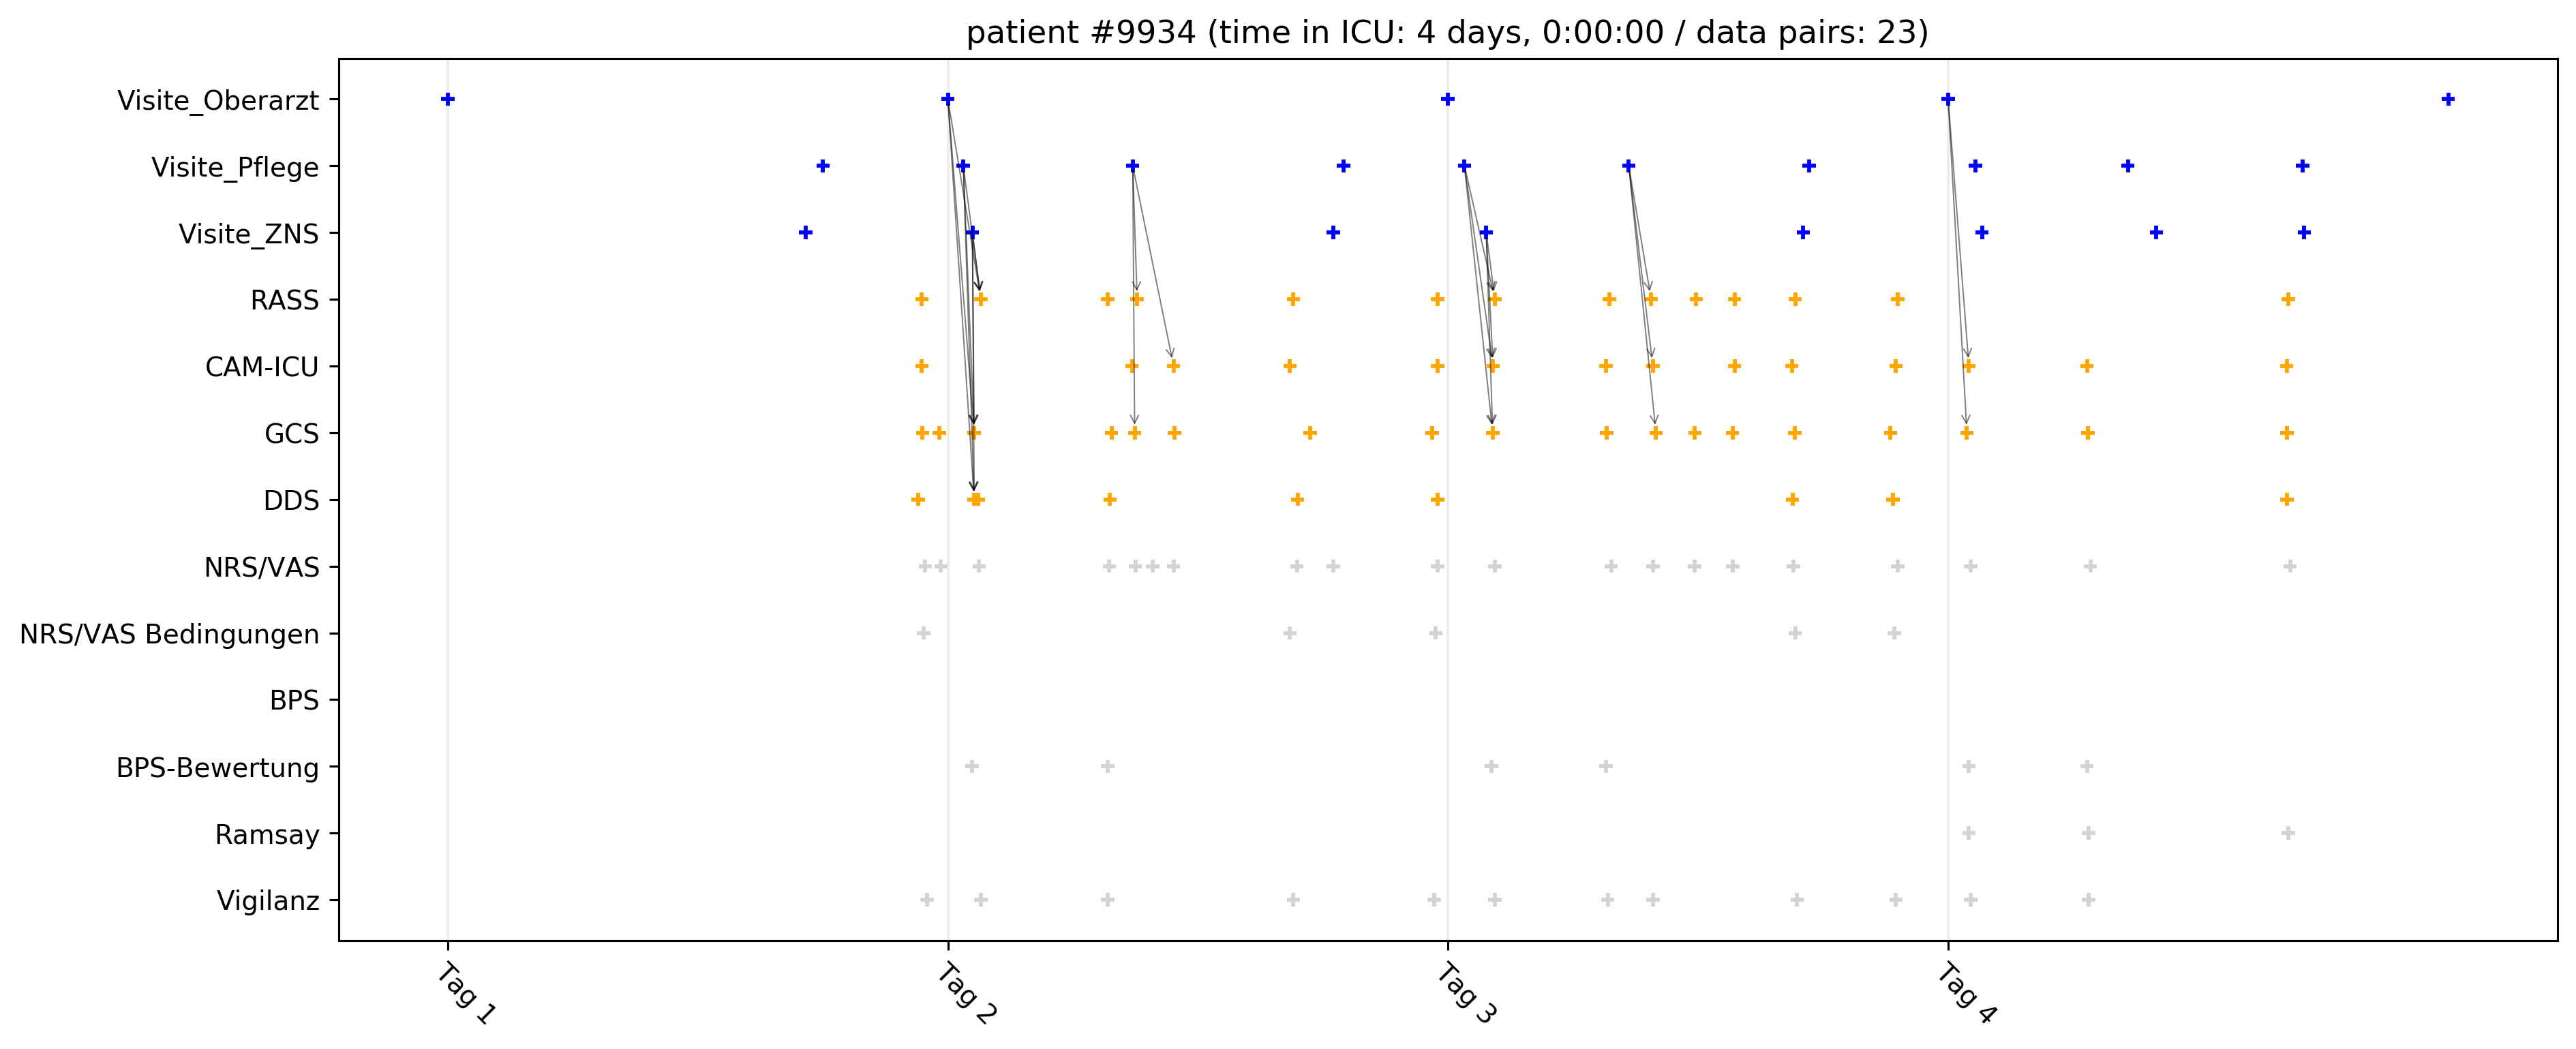 patient #9934 (time in ICU: 4 days, 0:00:00 / data pairs: 23)
Visite_Oberarzt
Visite_Pflege
Visite_ZNS
RASS
CAM-ICU
GCS
DDS
NRS/VAS
NRS/VAS Bedingungen
BPS
BPS-Bewertung
Ramsay
Vigilanz
Tag 1
Tag 2
Tag 3
Tag 4